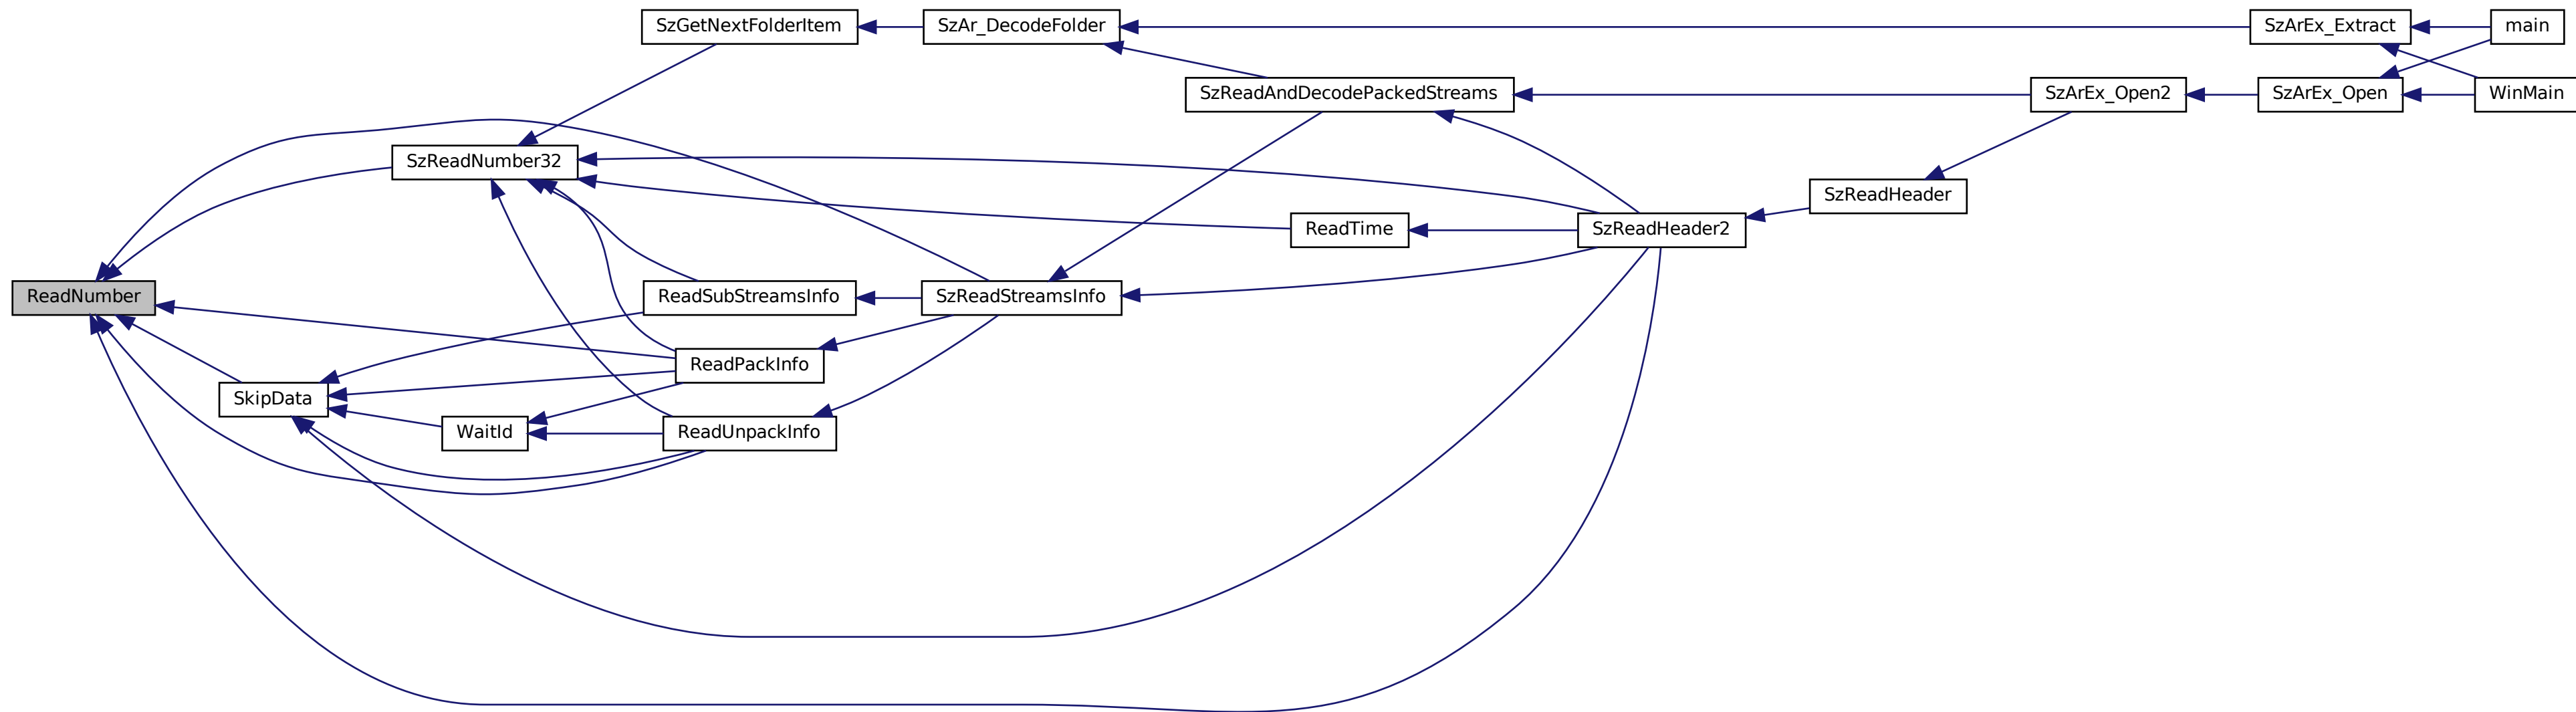 SzGetNextFolderItem
SzAr_DecodeFolder
SzArEx_Extract
main
SzReadAndDecodePackedStreams
SzArEx_Open2
SzArEx_Open
WinMain
SzReadNumber32
SzReadHeader
ReadTime
SzReadHeader2
ReadNumber
ReadSubStreamsInfo
SzReadStreamsInfo
ReadPackInfo
SkipData
WaitId
ReadUnpackInfo